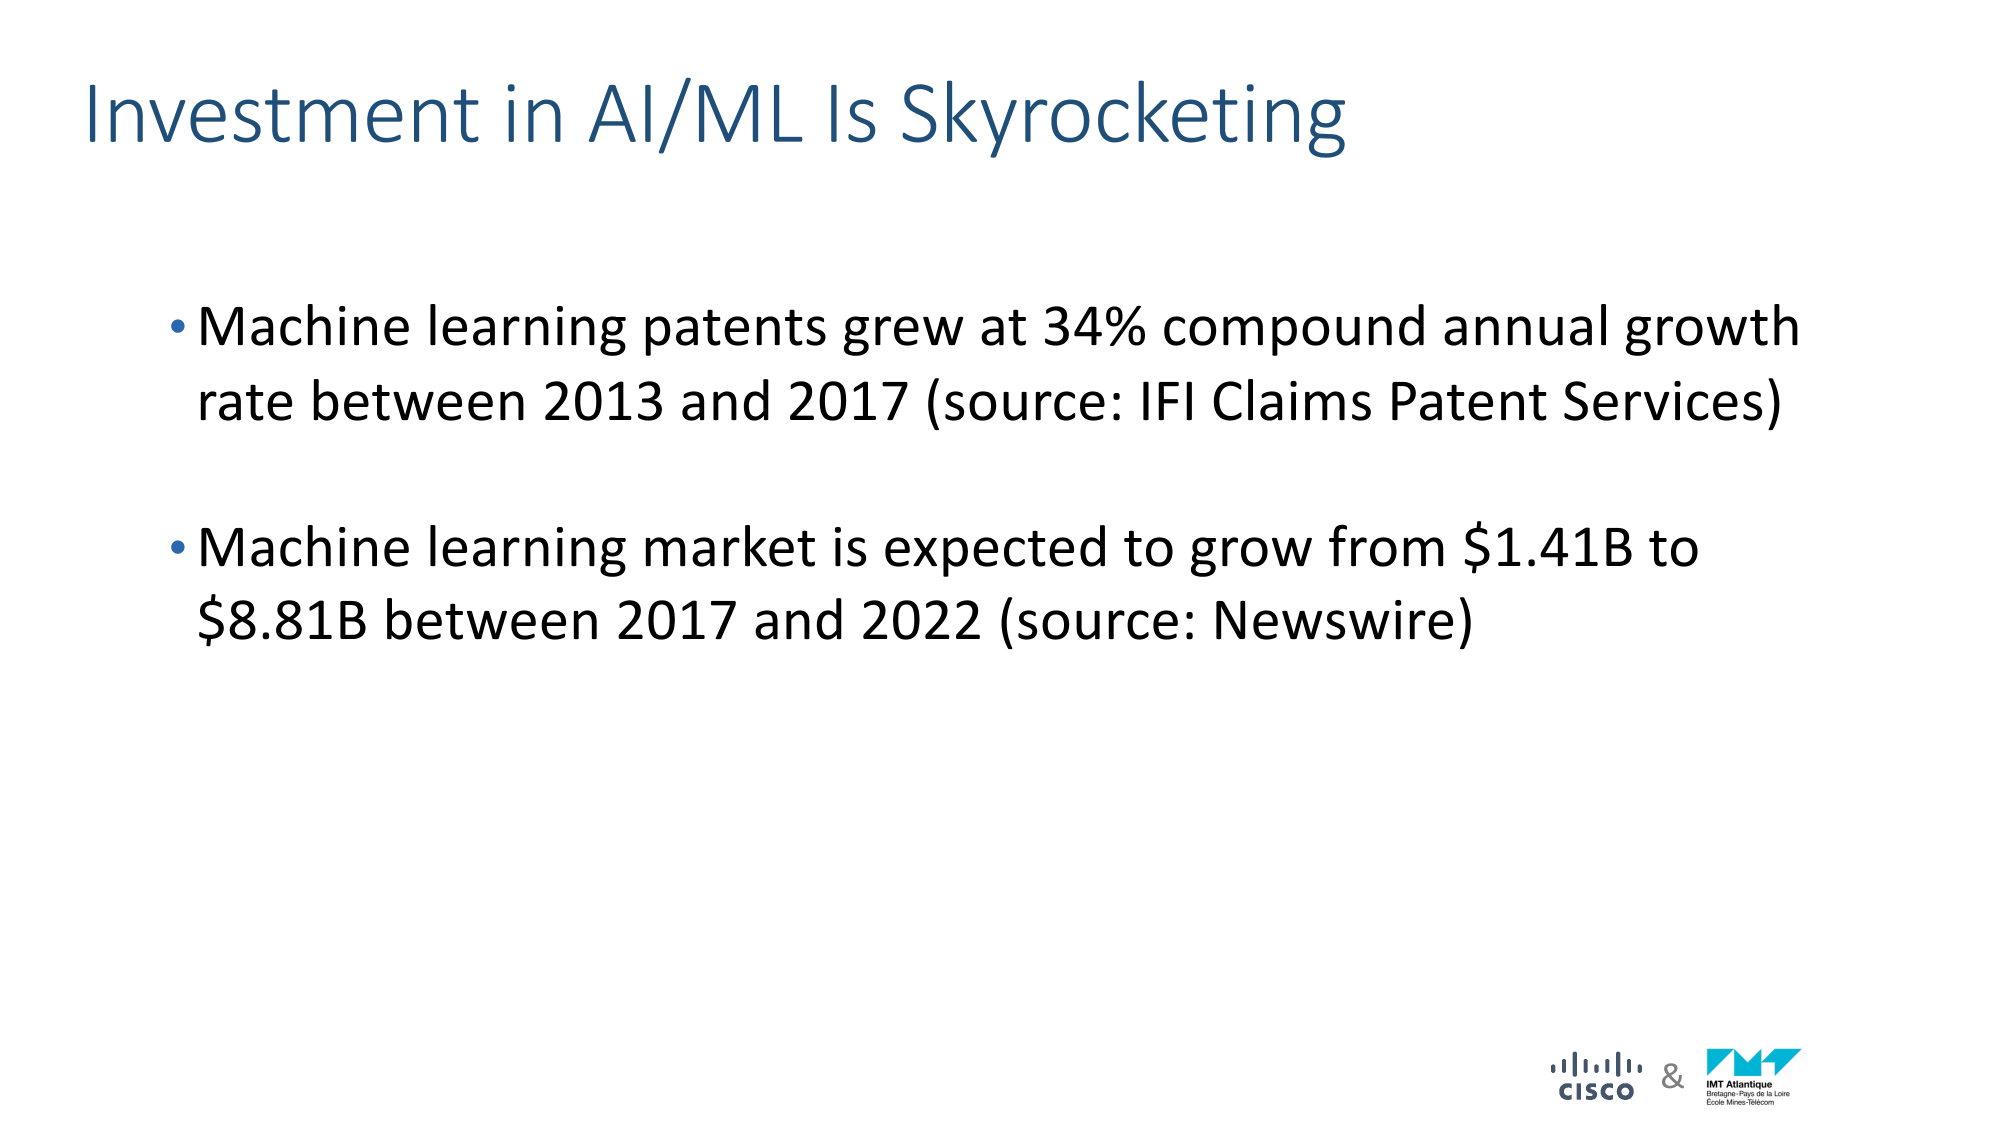 Investment in AI/ML Is Skyrocketing
• Machine learning patents grew at 34% compound annual growth
rate between 2013 and 2017 (source: IFI Claims Patent Services)
• Machine learning market is expected to grow from $1.41B to
$8.81B between 2017 and 2022 (source: Newswire)
CISCO & IMT Atlantique
Bretagne-Pays de la Loire
École Mines-Télécom